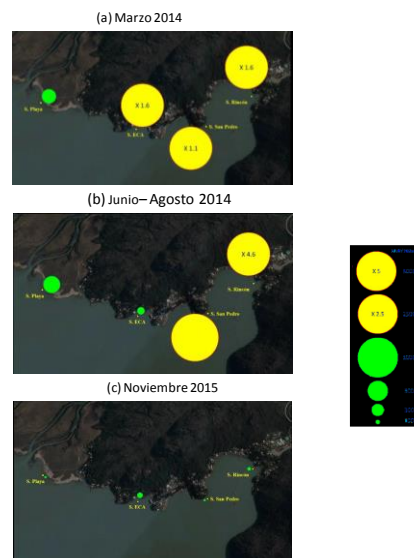 (a) Marzo 2014
X 1.6
X 1.6
S. Playa
S. Rincón
S. ECA
S. San Pedro
X 1.1
(b) Junio–Agosto 2014
X 4.6
S. Playa
S. Rincón
S. ECA
S. San Pedro
X 5
X 2.5
(c) Noviembre 2015
S. Playa
S. Rincón
S. ECA
S. San Pedro